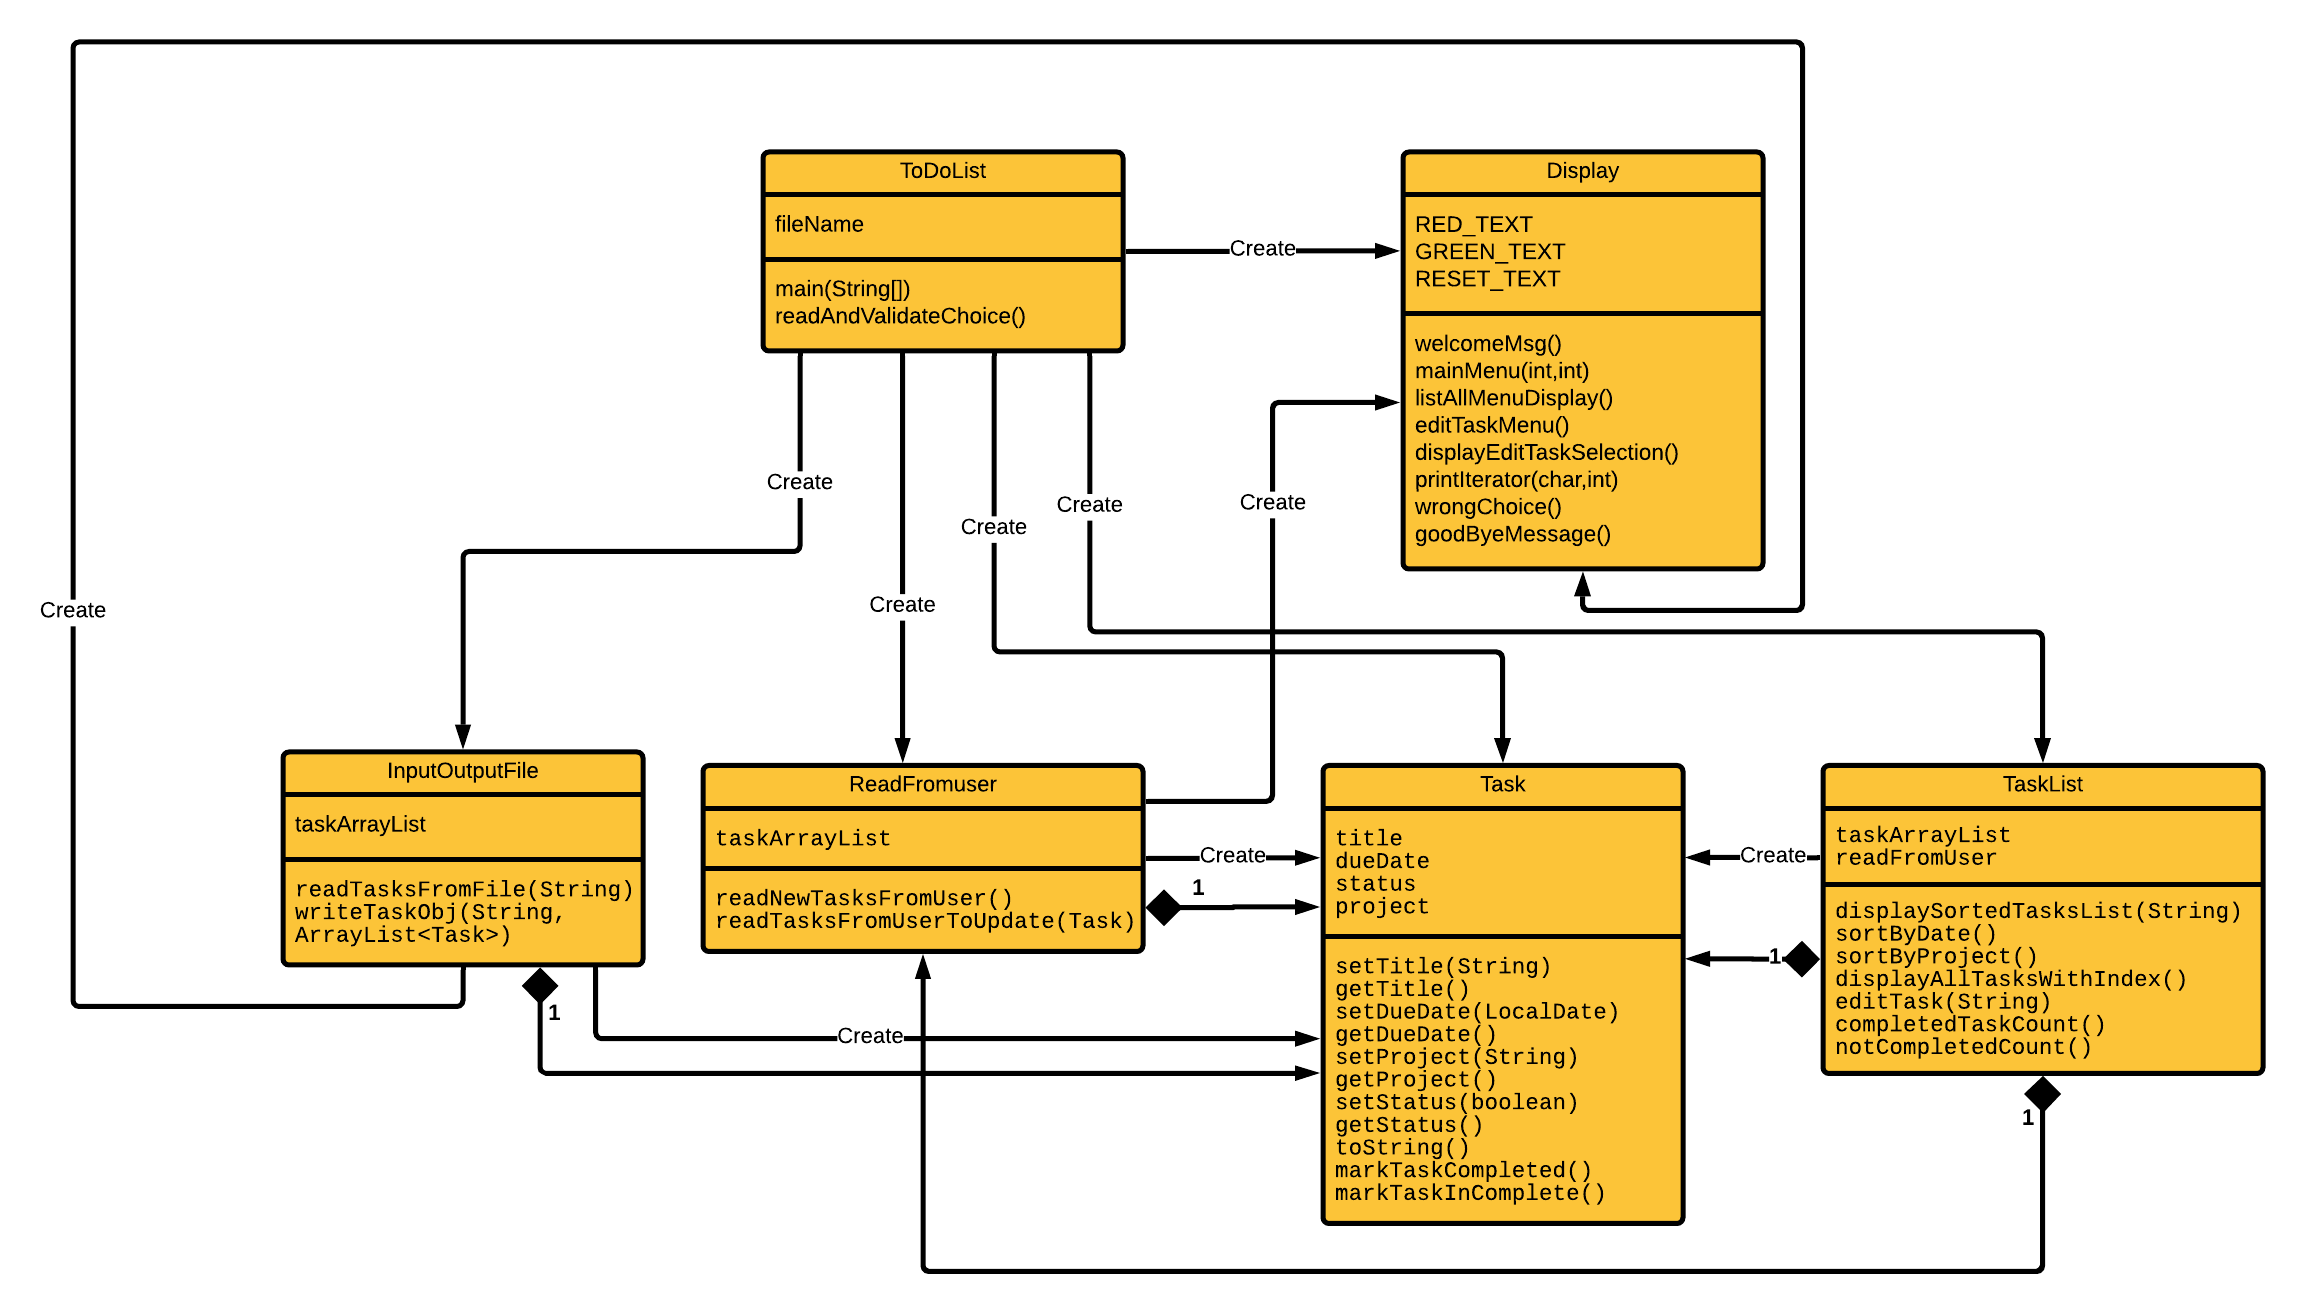 ToDoList
fileName
main(String[])
readAndValidateChoice()
Create
Display
RED_TEXT
GREEN_TEXT
RESET_TEXT
welcomeMsg()
mainMenu(int,int)
listAllMenuDisplay()
editTaskMenu()
displayEditTaskSelection()
printIterator(char,int)
wrongChoice()
goodByeMessage()
Create
Create
Create
Create
Create
Create
InputOutputFile
taskArrayList
readTasksFromFile(String)
writeTaskObj(String,
ArrayList<Task>)
1
Create
ReadFromuser
taskArrayList
readNewTasksFromUser()
readTasksFromUserToUpdate(Task)
Create
1
Task
title
dueDate
status
project
setTitle(String)
getTitle()
setDueDate(LocalDate)
getDueDate()
setProject(String)
getProject()
setStatus(boolean)
getStatus()
toString()
markTaskCompleted()
markTaskInComplete()
Create
1
TaskList
taskArrayList
readFromUser
displaySortedTasksList(String)
sortByDate()
sortByProject()
displayAllTasksWithIndex()
editTask(String)
completedTaskCount()
notCompletedCount()
1